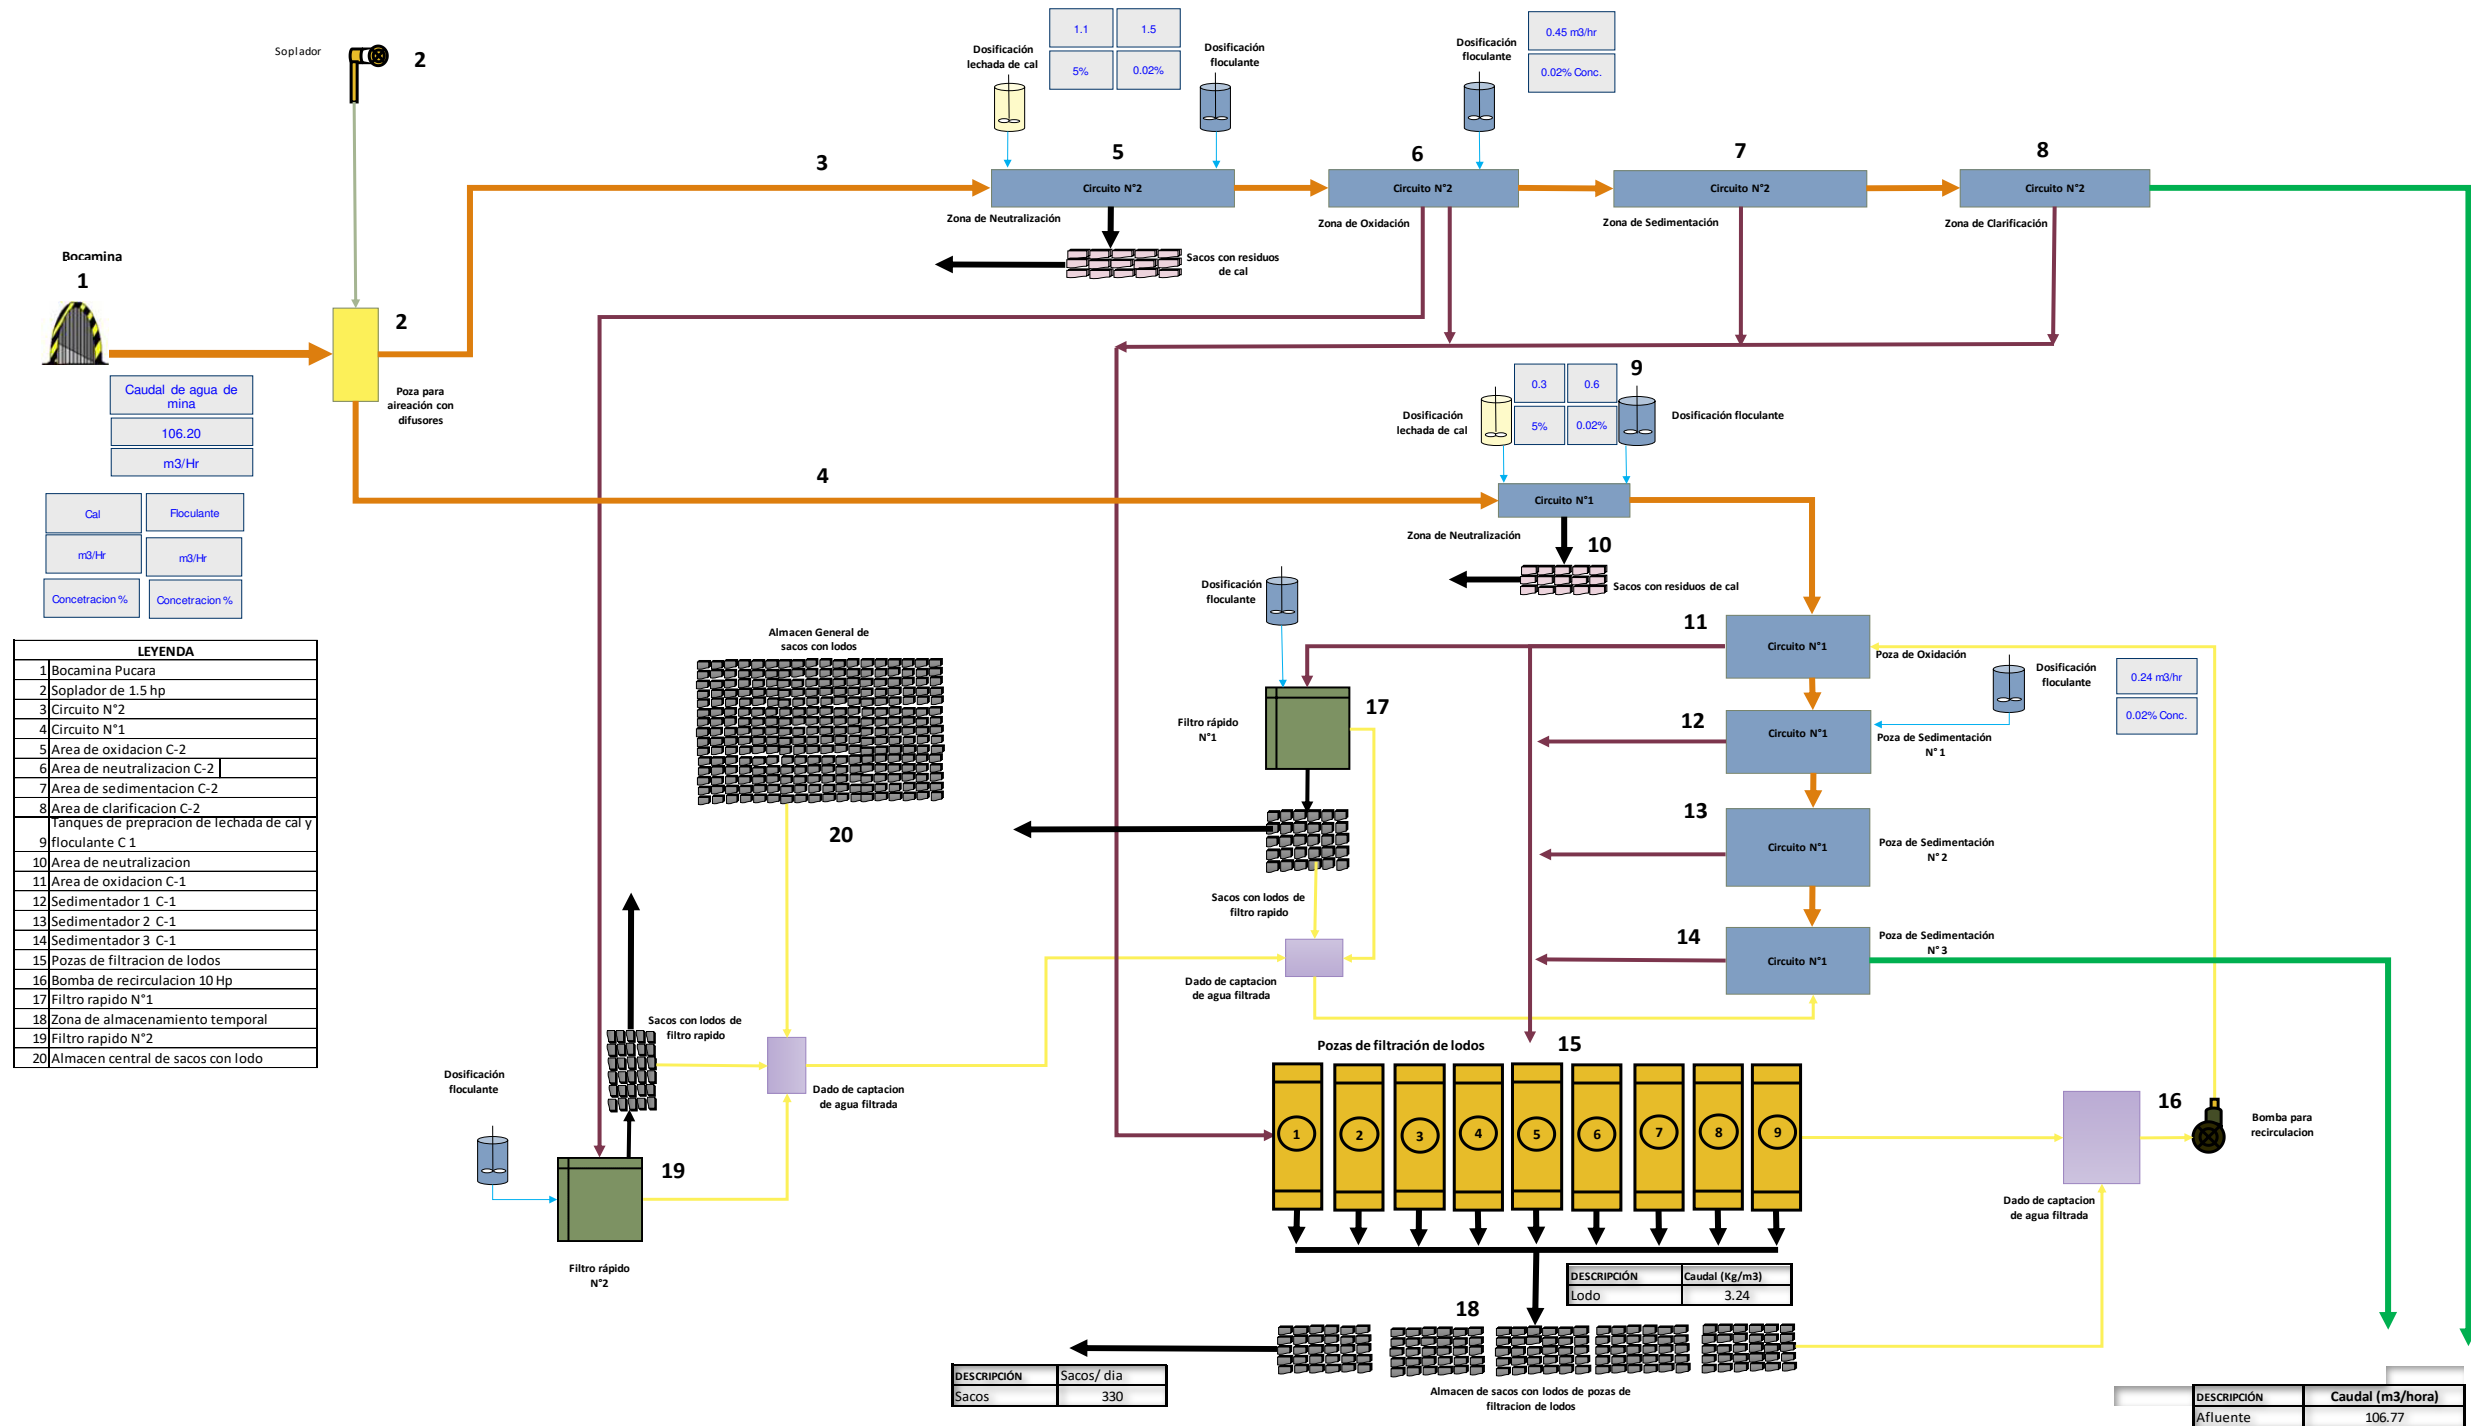 Soplador
2
Dosificación
lechada de cal
1.1
1.5
5%
0.02%
Dosificación
floculante
Dosificación
floculante
0.45 m3/hr
0.02% Conc.
3
5
6
7
8
Circuito N°2
Circuito N°2
Circuito N°2
Circuito N°2
Zona de Neutralización
Zona de Oxidación
Zona de Sedimentación
Zona de Clarificación
Sacos con residuos
de cal
Bocamina
1
2
Poza para
aireación con
difusores
Caudal de agua de
mina
106.20
m3/Hr
Cal
Floculante
m3/Hr
m3/Hr
Concetracion %
Concetracion %
9
0.3
0.6
5%
0.02%
Dosificación
lechada de cal
Dosificación floculante
4
Circuito N°1
Zona de Neutralización
10
Sacos con residuos de cal
Dosificación
floculante
LEYENDA
1 Bocamina Pucara
2 Soplador de 1.5 hp
3 Circuito N°2
4 Circuito N°1
5 Area de oxidacion C-2
6 Area de neutralizacion C-2
7 Area de sedimentacion C-2
8 Area de clarificacion C-2
Tanques de prepracion de lechada de cal y
9 floculante C 1
10 Area de neutralizacion
11 Area de oxidacion C-1
12 Sedimentador 1 C-1
13 Sedimentador 2 C-1
14 Sedimentador 3 C-1
15 Pozas de filtracion de lodos
16 Bomba de recirculacion 10 Hp
17 Filtro rapido N°1
18 Zona de almacenamiento temporal
19 Filtro rapido N°2
20 Almacen central de sacos con lodo
Almacen General de
sacos con lodos
20
11
Circuito N°1
Poza de Oxidación
Dosificación
floculante
0.24 m3/hr
0.02% Conc.
Filtro rápido
N°1
17
12
Circuito N°1
Poza de Sedimentación
N° 1
13
Circuito N°1
Poza de Sedimentación
N° 2
Sacos con lodos de
filtro rapido
14
Circuito N°1
Poza de Sedimentación
N° 3
Dado de captacion
de agua filtrada
Sacos con lodos de
filtro rapido
Dado de captacion
de agua filtrada
Dosificación
floculante
19
Filtro rápido
N°2
Pozas de filtración de lodos
15
1
2
3
4
5
6
7
8
9
16
Bomba para
recirculacion
Dado de captacion
de agua filtrada
DESCRIPCIÓN Caudal (Kg/m3)
Lodo 3.24
18
Almacen de sacos con lodos de pozas de
filtracion de lodos
DESCRIPCIÓN Sacos/ dia
Sacos 330
DESCRIPCIÓN Caudal (m3/hora)
Afluente 106.77